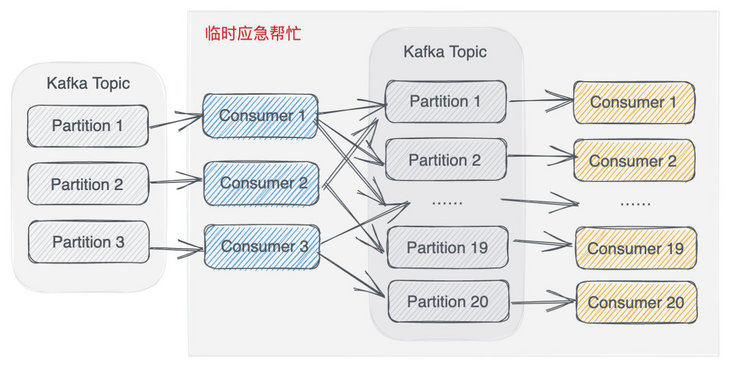 临时应急帮忙
Kafka Topic
Partition 1
Partition 2
Partition 3
Consumer 1
Consumer 2
Consumer 3
Kafka Topic
Partition 1
Partition 2
......
Partition 19
Partition 20
Consumer 1
Consumer 2
......
Consumer 19
Consumer 20